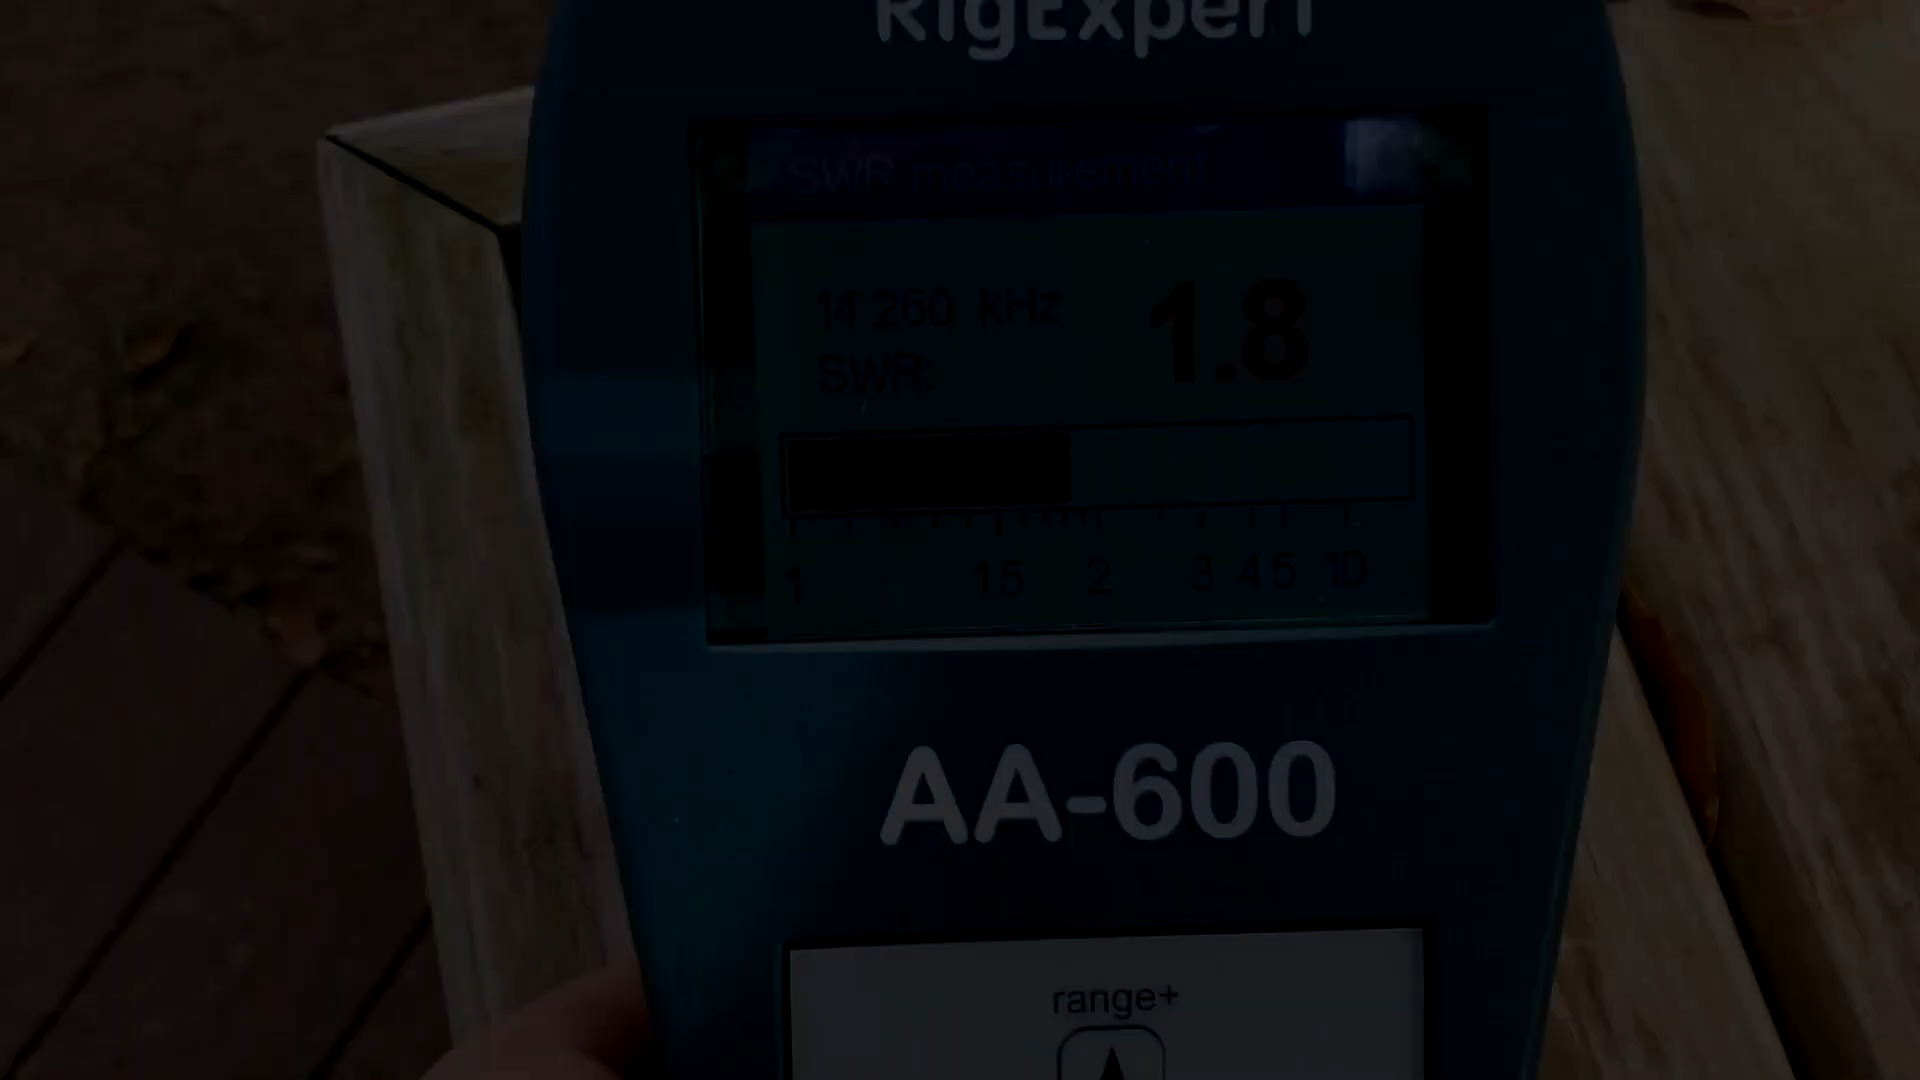 RigExpert
SWR measurement
14 260 kHz
1.8
SWR:
1 1.5 2 3 4 5 10
AA-600
range+